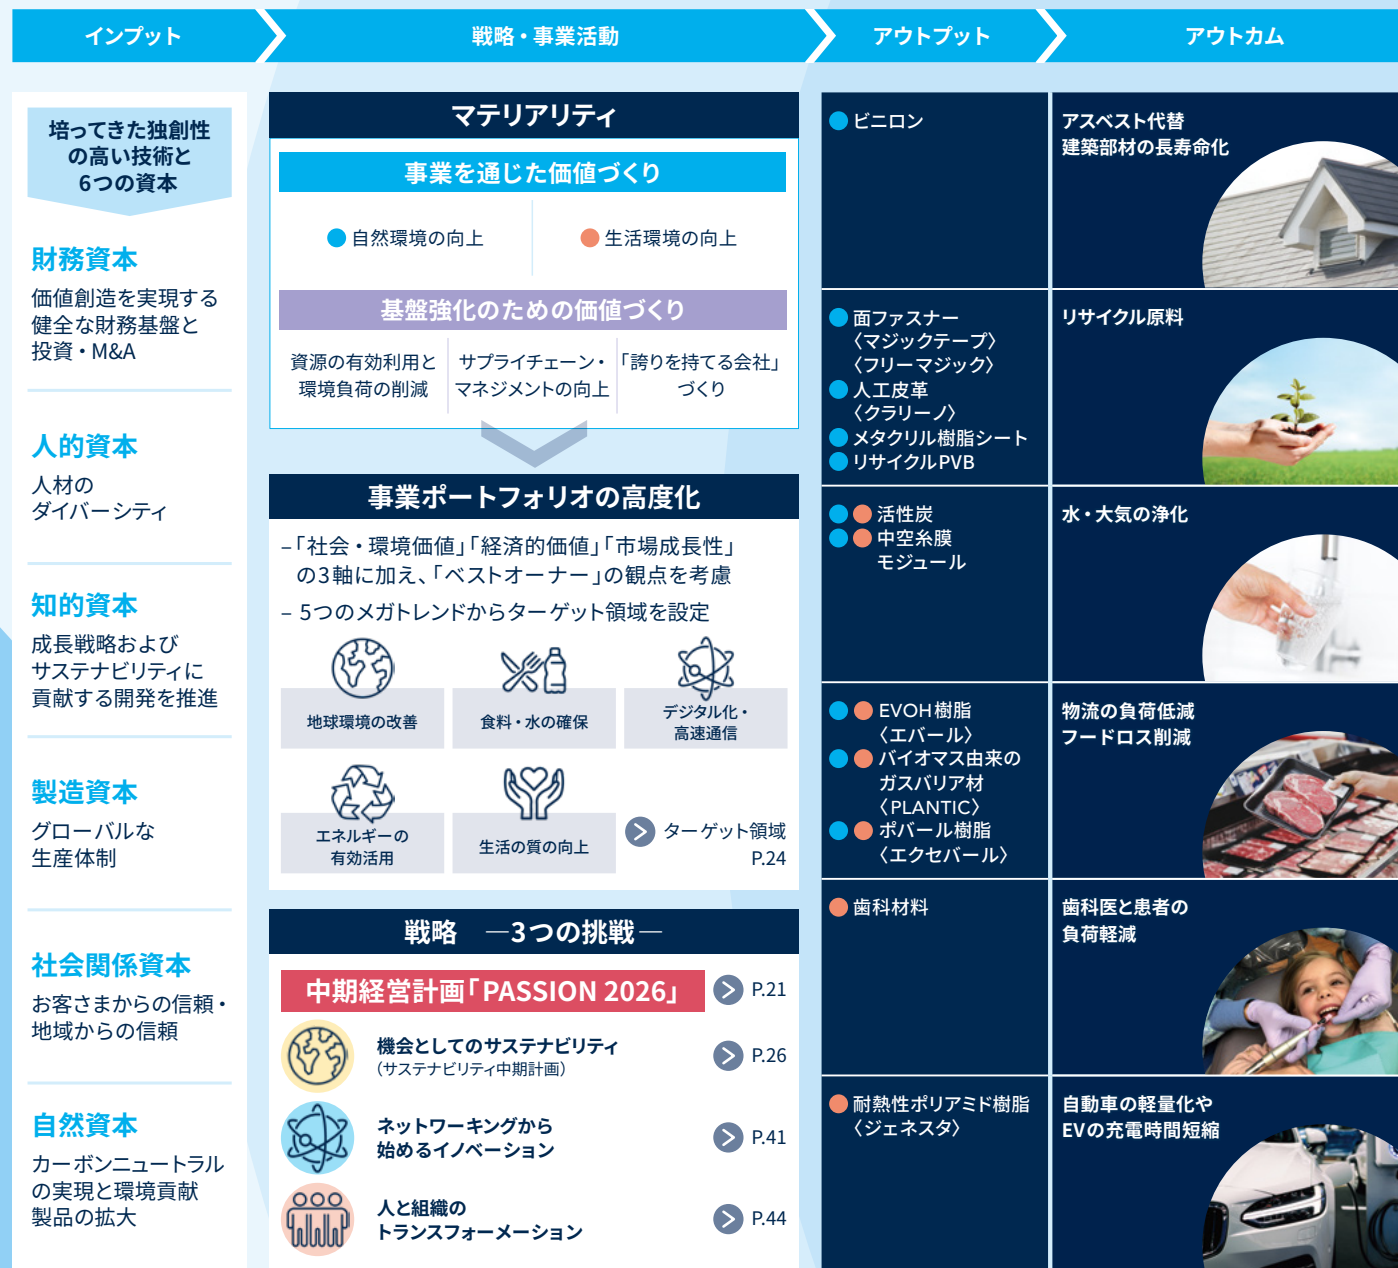 インプット
戦略・事業活動
アウトプット
アウトカム
培ってきた独創性
の高い技術と
6つの資本
財務資本
価値創造を実現する
健全な財務基盤と
投資・M&A
人的資本
人材の
ダイバーシティ
知的資本
成長戦略および
サステナビリティに
貢献する開発を推進
製造資本
グローバルな
生産体制
社会関係資本
お客さまからの信頼・
地域からの信頼
自然資本
カーボンニュートラル
の実現と環境貢献
製品の拡大
マテリアリティ
事業を通じた価値づくり
自然環境の向上
生活環境の向上
基盤強化のための価値づくり
資源の有効利用と
環境負荷の削減
サプライチェーン・
マネジメントの向上
「誇りを持てる会社」
づくり
事業ポートフォリオの高度化
–「社会・環境価値」「経済的価値」「市場成長性」
の3軸に加え、「ベストオーナー」の観点を考慮
– 5つのメガトレンドからターゲット領域を設定
地球環境の改善
食料・水の確保
デジタル化・
高速通信
エネルギーの
有効活用
生活の質の向上
ターゲット領域
P.24
戦略 ―3つの挑戦―
中期経営計画「PASSION 2026」
P.21
機会としてのサステナビリティ
(サステナビリティ中期計画)
P.26
ネットワーキングから
始めるイノベーション
P.41
人と組織の
トランスフォーメーション
P.44
ビニロン
アスベスト代替
建築部材の長寿命化
面ファスナー
〈マジックテープ〉
〈フリーマジック〉
人工皮革
〈クラリーノ〉
メタクリル樹脂シート
リサイクルPVB
リサイクル原料
活性炭
中空糸膜
モジュール
水・大気の浄化
EVOH樹脂
〈エバール〉
バイオマス由来の
ガスバリア材
〈PLANTIC〉
ポバール樹脂
〈エクセバール〉
物流の負荷低減
フードロス削減
歯科材料
歯科医と患者の
負荷軽減
耐熱性ポリアミド樹脂
〈ジェネスタ〉
自動車の軽量化や
EVの充電時間短縮